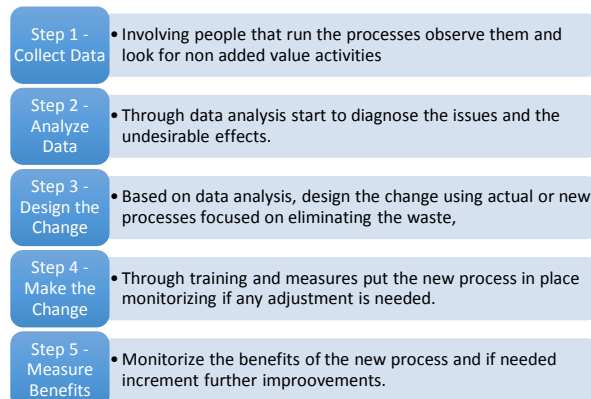 Step 1 -
Collect Data
• Involving people that run the processes observe them and
look for non added value activities
Step 2 -
Analyze
Data
• Through data analysis start to diagnose the issues and the
undesirable effects.
Step 3 -
Design the
Change
• Based on data analysis, design the change using actual or new
processes focused on eliminating the waste,
Step 4 -
Make the
Change
• Through training and measures put the new process in place
monitorizing if any adjustment is needed.
Step 5 -
Measure
Benefits
• Monitorize the benefits of the new process and if needed
increment further improovements.